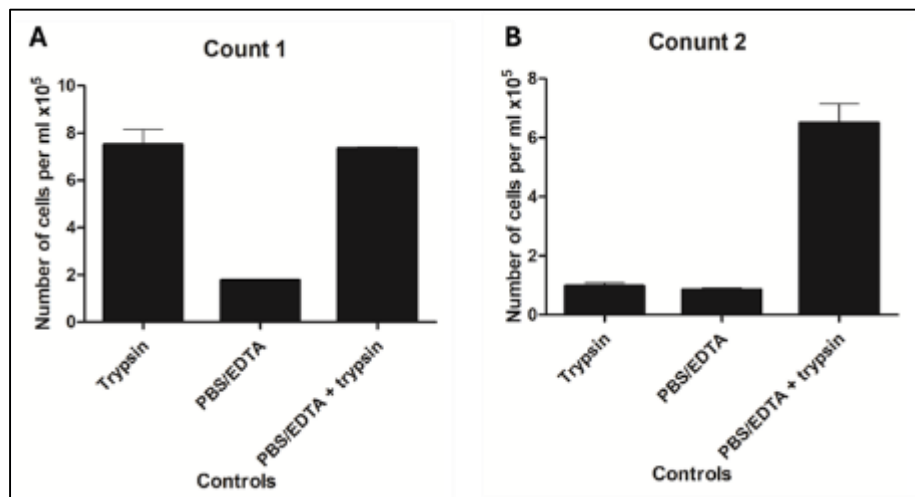 A
Count 1
Number of cells per ml x10⁵
10
8
6
4
2
0
Trypsin
PBS/EDTA
PBS/EDTA + trypsin
Controls
B
Conunt 2
Number of cells per ml x10⁵
8
6
4
2
0
Trypsin
PBS/EDTA
PBS/EDTA + trypsin
Controls